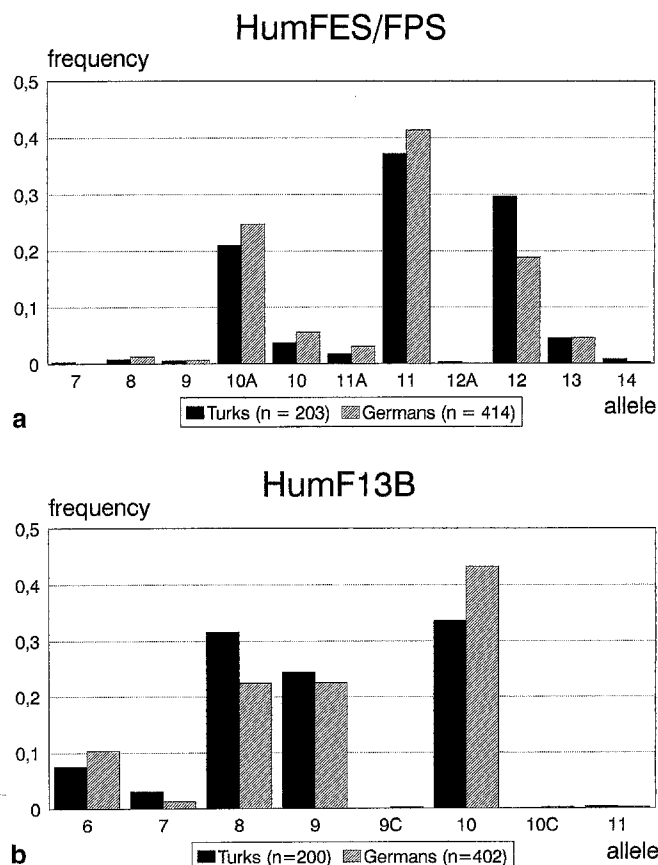 HumFES/FPS
frequency
0,5
0,4
0,3
0,2
0,1
0
7 8 9 10A 10 11A 11 12A 12 13 14
allele
Turks (n = 203) Germans (n = 414)
a
HumF13B
frequency
0,5
0,4
0,3
0,2
0,1
0
6 7 8 9 9C 10 10C 11
allele
Turks (n=200) Germans (n=402)
b